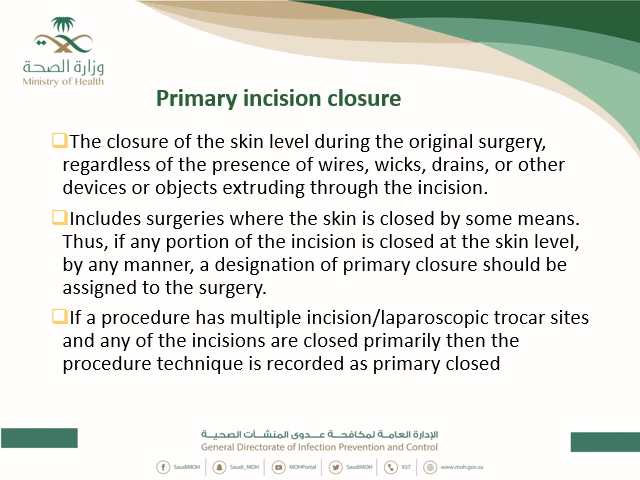 وزارة الصحة
Ministry of Health
Primary incision closure
The closure of the skin level during the original surgery,
regardless of the presence of wires, wicks, drains, or other
devices or objects extruding through the incision.
Includes surgeries where the skin is closed by some means.
Thus, if any portion of the incision is closed at the skin level,
by any manner, a designation of primary closure should be
assigned to the surgery.
If a procedure has multiple incision/laparoscopic trocar sites
and any of the incisions are closed primarily then the
procedure technique is recorded as primary closed
الإدارة العامة لمكافحة عدوى المنشآت الصحية
General Directorate of Infection Prevention and Control
SaudiMOH Saudi_MOH MOHPortal SaudiMOH 937 www.moh.gov.sa